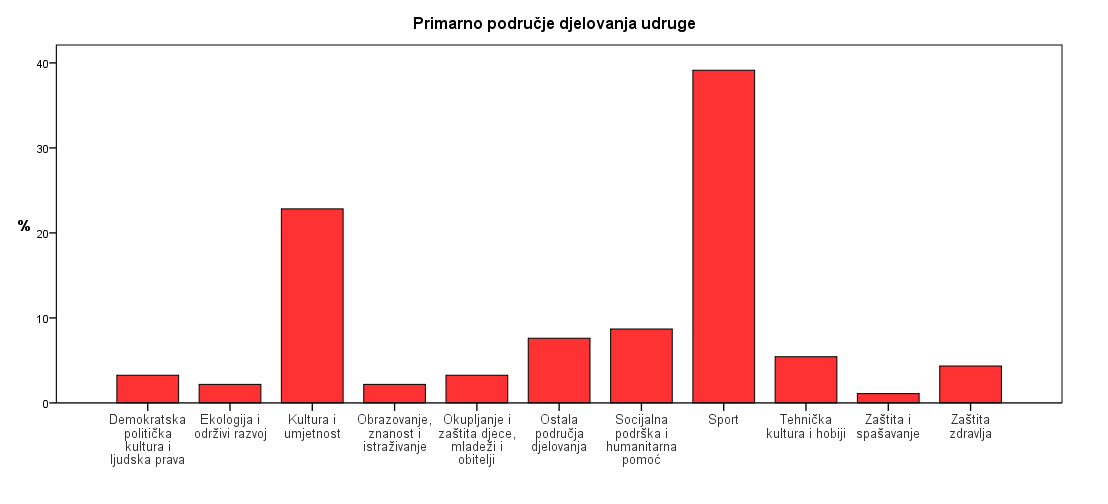 Primarno područje djelovanja udruge
%
40
30
20
10
0
Demokratska
politička
kultura i
ljudska prava
Ekologija i
održivi razvoj
Kultura i
umjetnost
Obrazovanje,
znanost i
istraživanje
Okupljanje i
zaštita djece,
mladeži i
obitelji
Ostala
područja
djelovanja
Socijalna
podrška i
humanitarna
pomoć
Sport
Tehnička
kultura i hobiji
Zaštita i
spašavanje
Zaštita
zdravlja